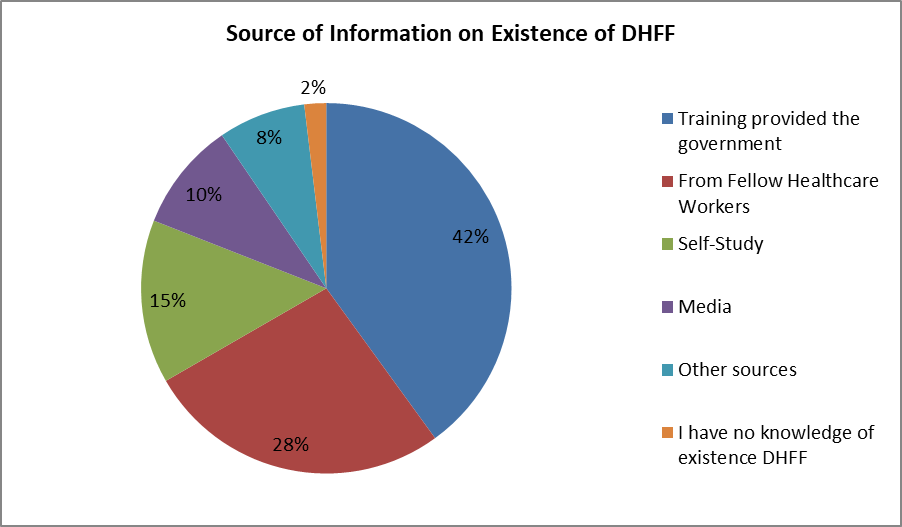 Source of Information on Existence of DHFF
2%
8%
10%
42%
15%
28%
Training provided the
government
From Fellow Healthcare
Workers
Self-Study
Media
Other sources
I have no knowledge of
existence DHFF